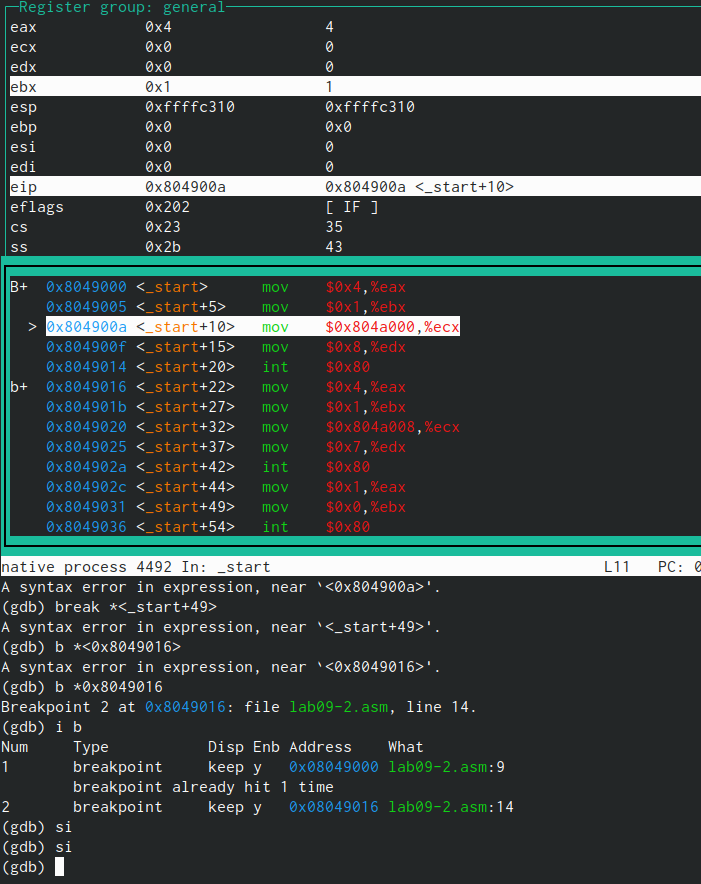 Register group: general
eax 0x4 4
ecx 0x0 0
edx 0x0 0
ebx 0x1 1
esp 0xffffc310 0xffffc310
ebp 0x0 0x0
esi 0x0 0
edi 0x0 0
eip 0x804900a 0x804900a <_start+10>
eflags 0x202 [ IF ]
cs 0x23 35
ss 0x2b 43
B+ 0x8049000 <_start> mov $0x4,%eax
0x8049005 <_start+5> mov $0x1,%ebx
> 0x804900a <_start+10> mov $0x804a000,%ecx
0x804900f <_start+15> mov $0x8,%edx
0x8049014 <_start+20> int $0x80
b+ 0x8049016 <_start+22> mov $0x4,%eax
0x804901b <_start+27> mov $0x1,%ebx
0x8049020 <_start+32> mov $0x804a008,%ecx
0x8049025 <_start+37> mov $0x7,%edx
0x804902a <_start+42> int $0x80
0x804902c <_start+44> mov $0x1,%eax
0x8049031 <_start+49> mov $0x0,%ebx
0x8049036 <_start+54> int $0x80
native process 4492 In: _start L11 PC: 0
A syntax error in expression, near `<0x804900a>'.
(gdb) break *<_start+49>
A syntax error in expression, near `<_start+49>'.
(gdb) b *<0x8049016>
A syntax error in expression, near `<0x8049016>'.
(gdb) b *0x8049016
Breakpoint 2 at 0x8049016: file lab09-2.asm, line 14.
(gdb) i b
Num Type Disp Enb Address What
1 breakpoint keep y 0x08049000 lab09-2.asm:9
breakpoint already hit 1 time
2 breakpoint keep y 0x08049016 lab09-2.asm:14
(gdb) si
(gdb) si
(gdb)